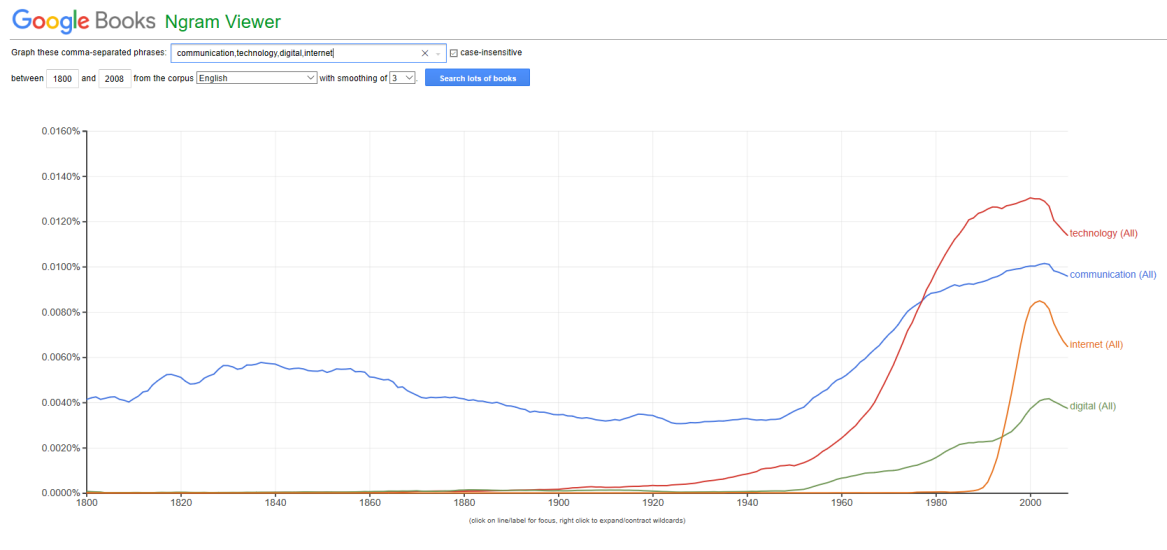 Google Books Ngram Viewer
Graph these comma-separated phrases: communication,technology,digital,internet case-insensitive
between 1800 and 2008 from the corpus English with smoothing of 3 . Search lots of books
0.0160%
0.0140%
0.0120%
technology (All)
0.0100%
communication (All)
0.0080%
internet (All)
0.0060%
0.0040%
digital (All)
0.0020%
0.0000%
1800 1820 1840 1860 1880 1900 1920 1940 1960 1980 2000
(click on line/label for focus, right click to expand/contract wildcards)